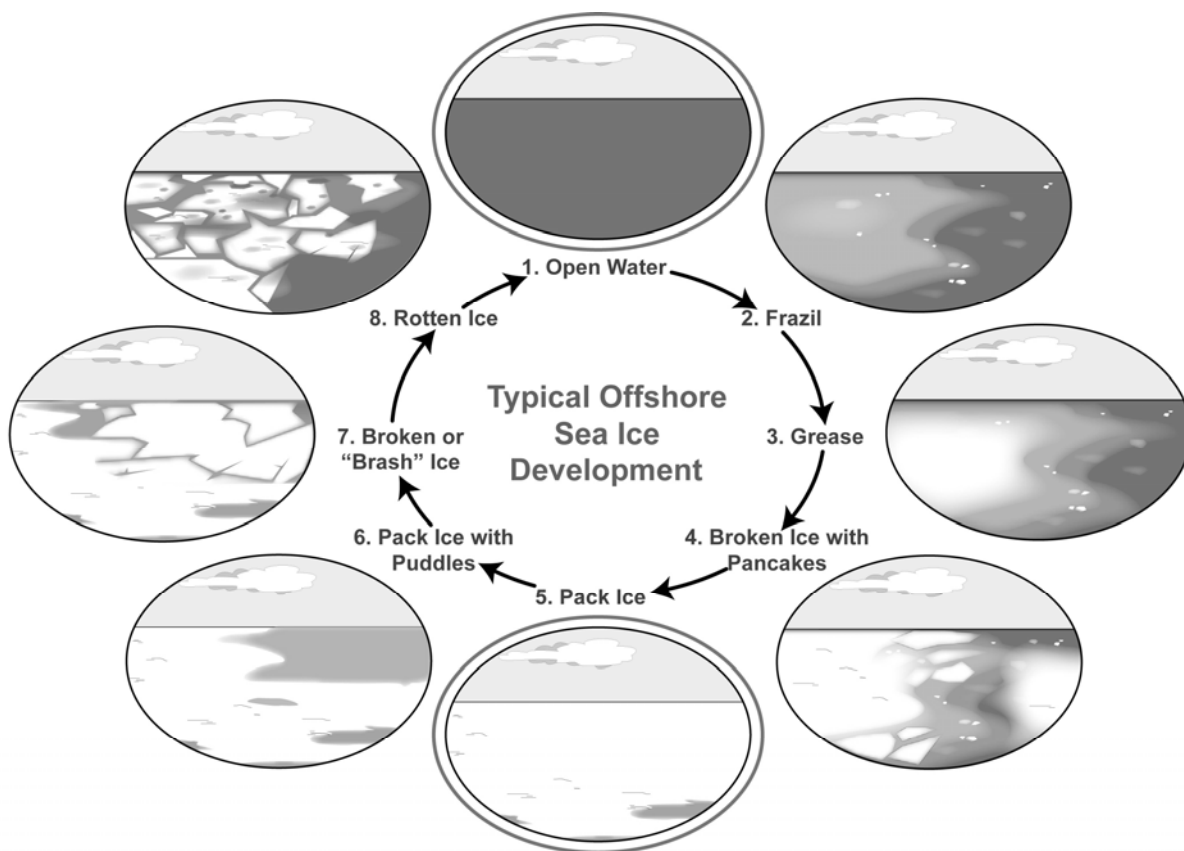 1. Open Water
2. Frazil
3. Grease
4. Broken Ice with
Pancakes
5. Pack Ice
6. Pack Ice with
Puddles
7. Broken or
“Brash” Ice
8. Rotten Ice
Typical Offshore
Sea Ice
Development